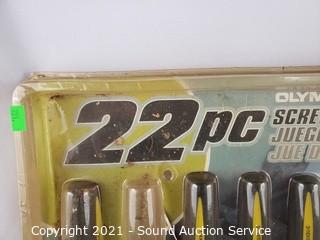 OLYM
22pc
SCRE
JUEG
JUE D
Copyright 2021 - Sound Auction Service